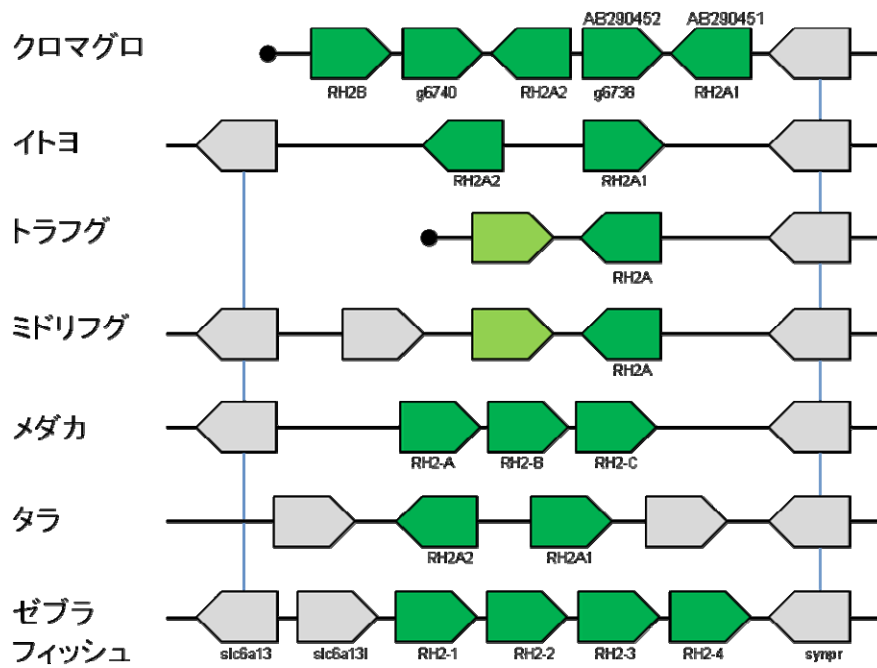 クロマグロ
AB290452 AB290451
RH2B g6740 RH2A2 g6738 RH2A1
イトヨ
RH2A2 RH2A1
トラフグ
RH2A
ミドリフグ
RH2A
メダカ
RH2-A RH2-B RH2-C
タラ
RH2A2 RH2A1
ゼブラ
フィッシュ
slc6a13 slc6a13l RH2-1 RH2-2 RH2-3 RH2-4 synpr